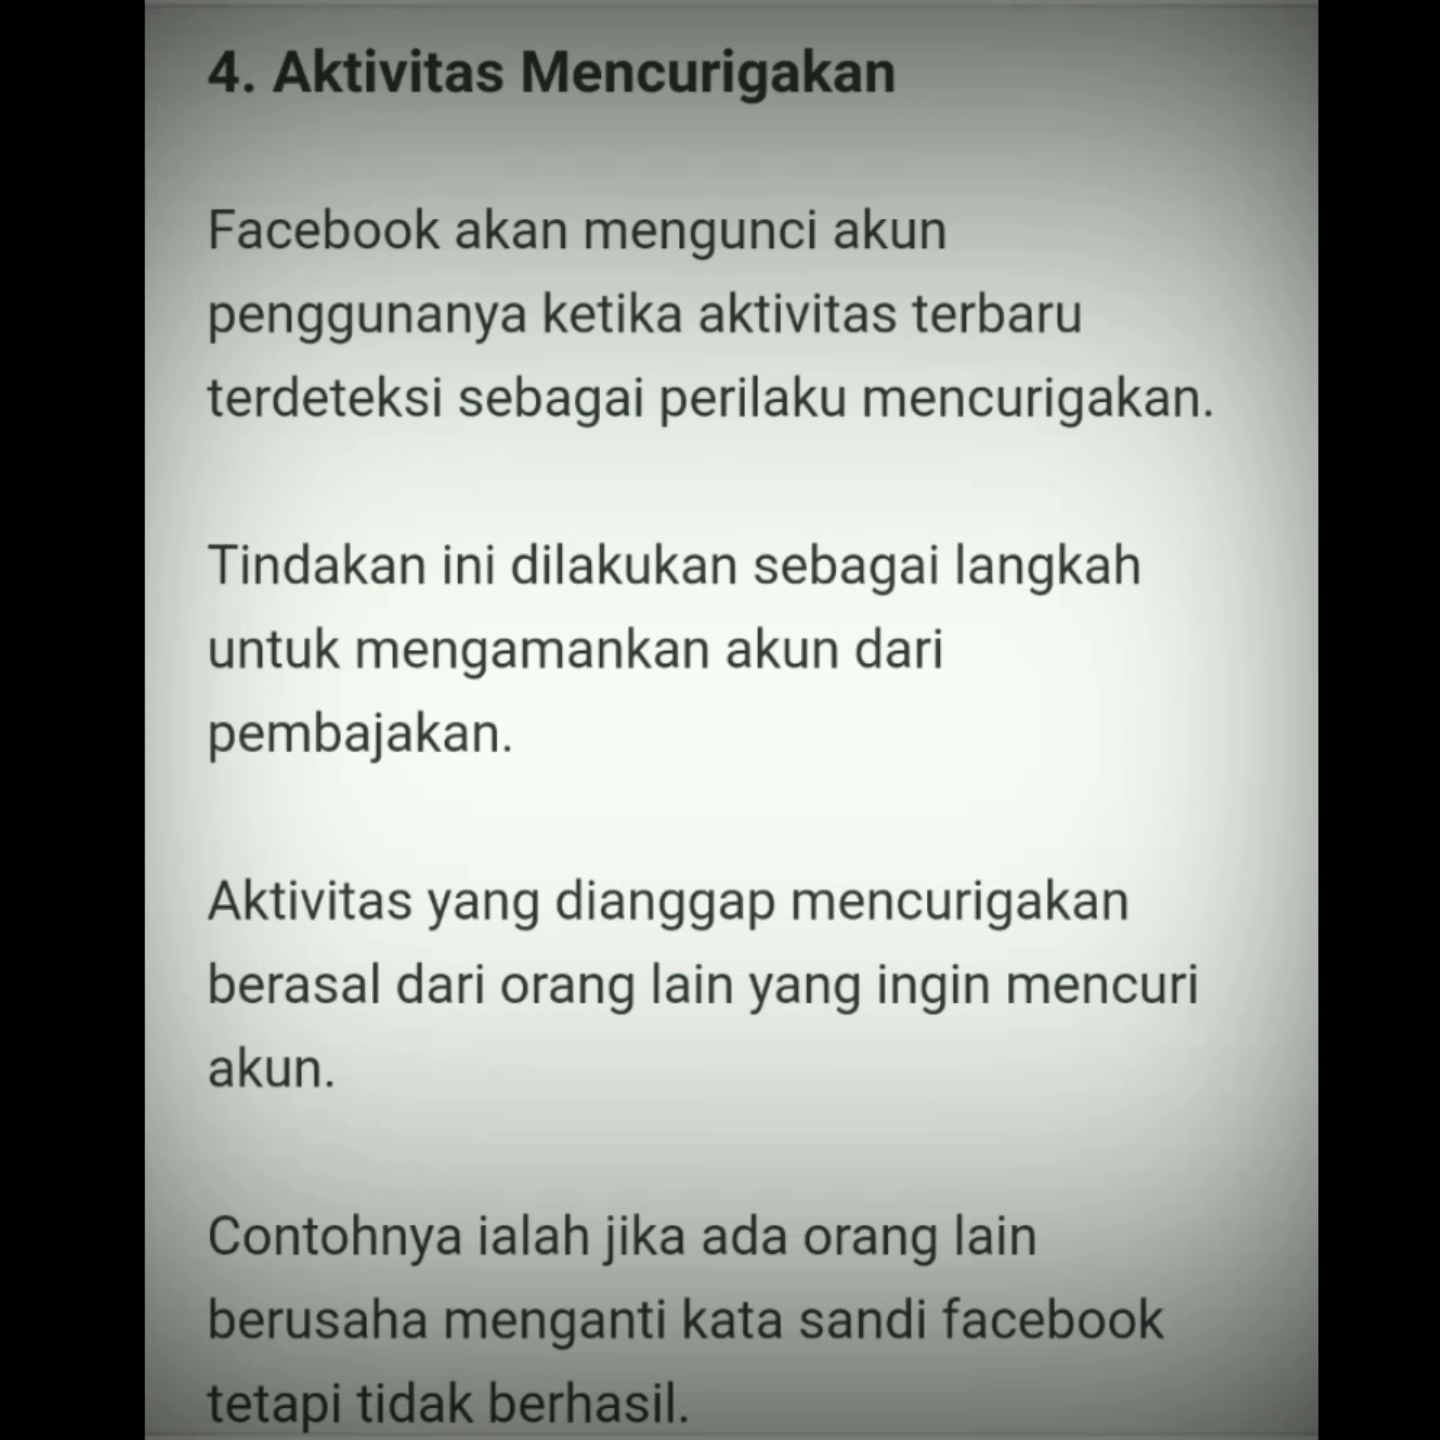 4. Aktivitas Mencurigakan
Facebook akan mengunci akun
penggunanya ketika aktivitas terbaru
terdeteksi sebagai perilaku mencurigakan.
Tindakan ini dilakukan sebagai langkah
untuk mengamankan akun dari
pembajakan.
Aktivitas yang dianggap mencurigakan
berasal dari orang lain yang ingin mencuri
akun.
Contohnya ialah jika ada orang lain
berusaha menganti kata sandi facebook
tetapi tidak berhasil.